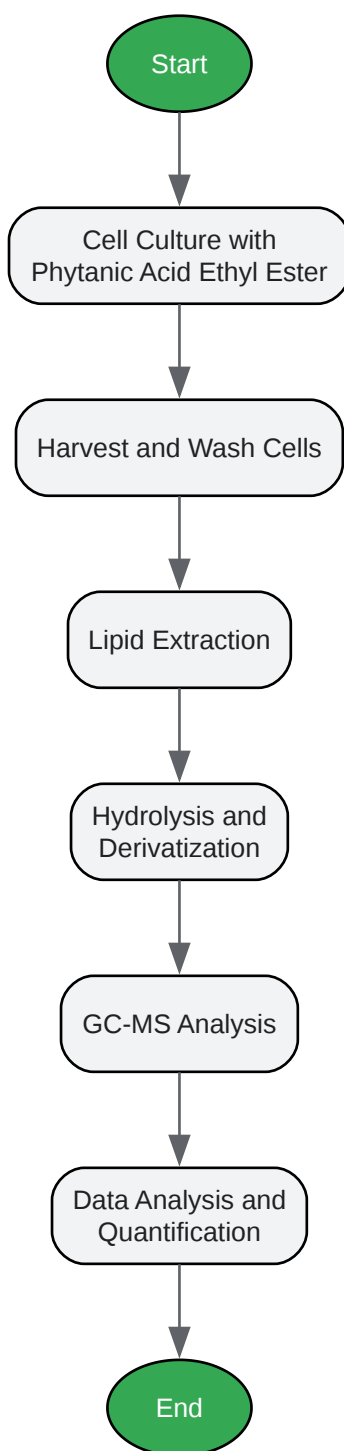 Start
Cell Culture with
Phytanic Acid Ethyl Ester
Harvest and Wash Cells
Lipid Extraction
Hydrolysis and
Derivatization
GC-MS Analysis
Data Analysis and
Quantification
End